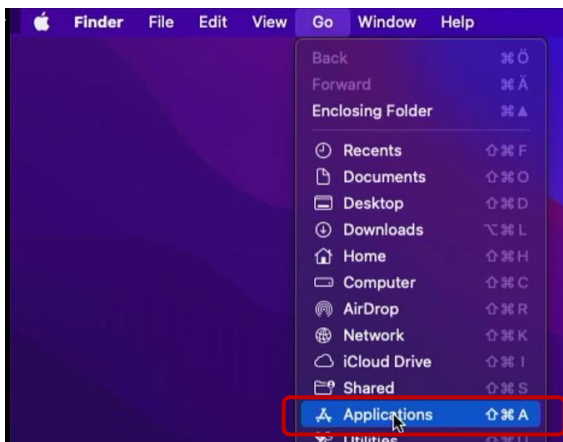 Finder File Edit View Go Window Help
Back ⌘Ö
Forward ⌘Ä
Enclosing Folder ⌘▲
Recents ⇧⌘F
Documents ⇧⌘O
Desktop ⇧⌘D
Downloads ⌥⌘L
Home ⇧⌘H
Computer ⇧⌘C
AirDrop ⇧⌘R
Network ⇧⌘K
iCloud Drive ⇧⌘I
Shared ⇧⌘S
Applications ⇧⌘A
Utilities ⇧⌘U